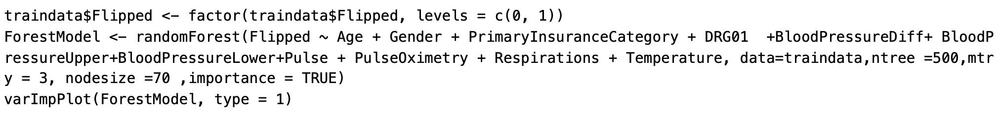 traindata$Flipped <- factor(traindata$Flipped, levels = c(0, 1))
ForestModel <- randomForest(Flipped ~ Age + Gender + PrimaryInsuranceCategory + DRG01  +BloodPressureDiff+ BloodP
ressureUpper+BloodPressureLower+Pulse + PulseOximetry + Respirations + Temperature, data=traindata,ntree =500,mtr
y = 3, nodesize =70 ,importance = TRUE)
varImpPlot(ForestModel, type = 1)